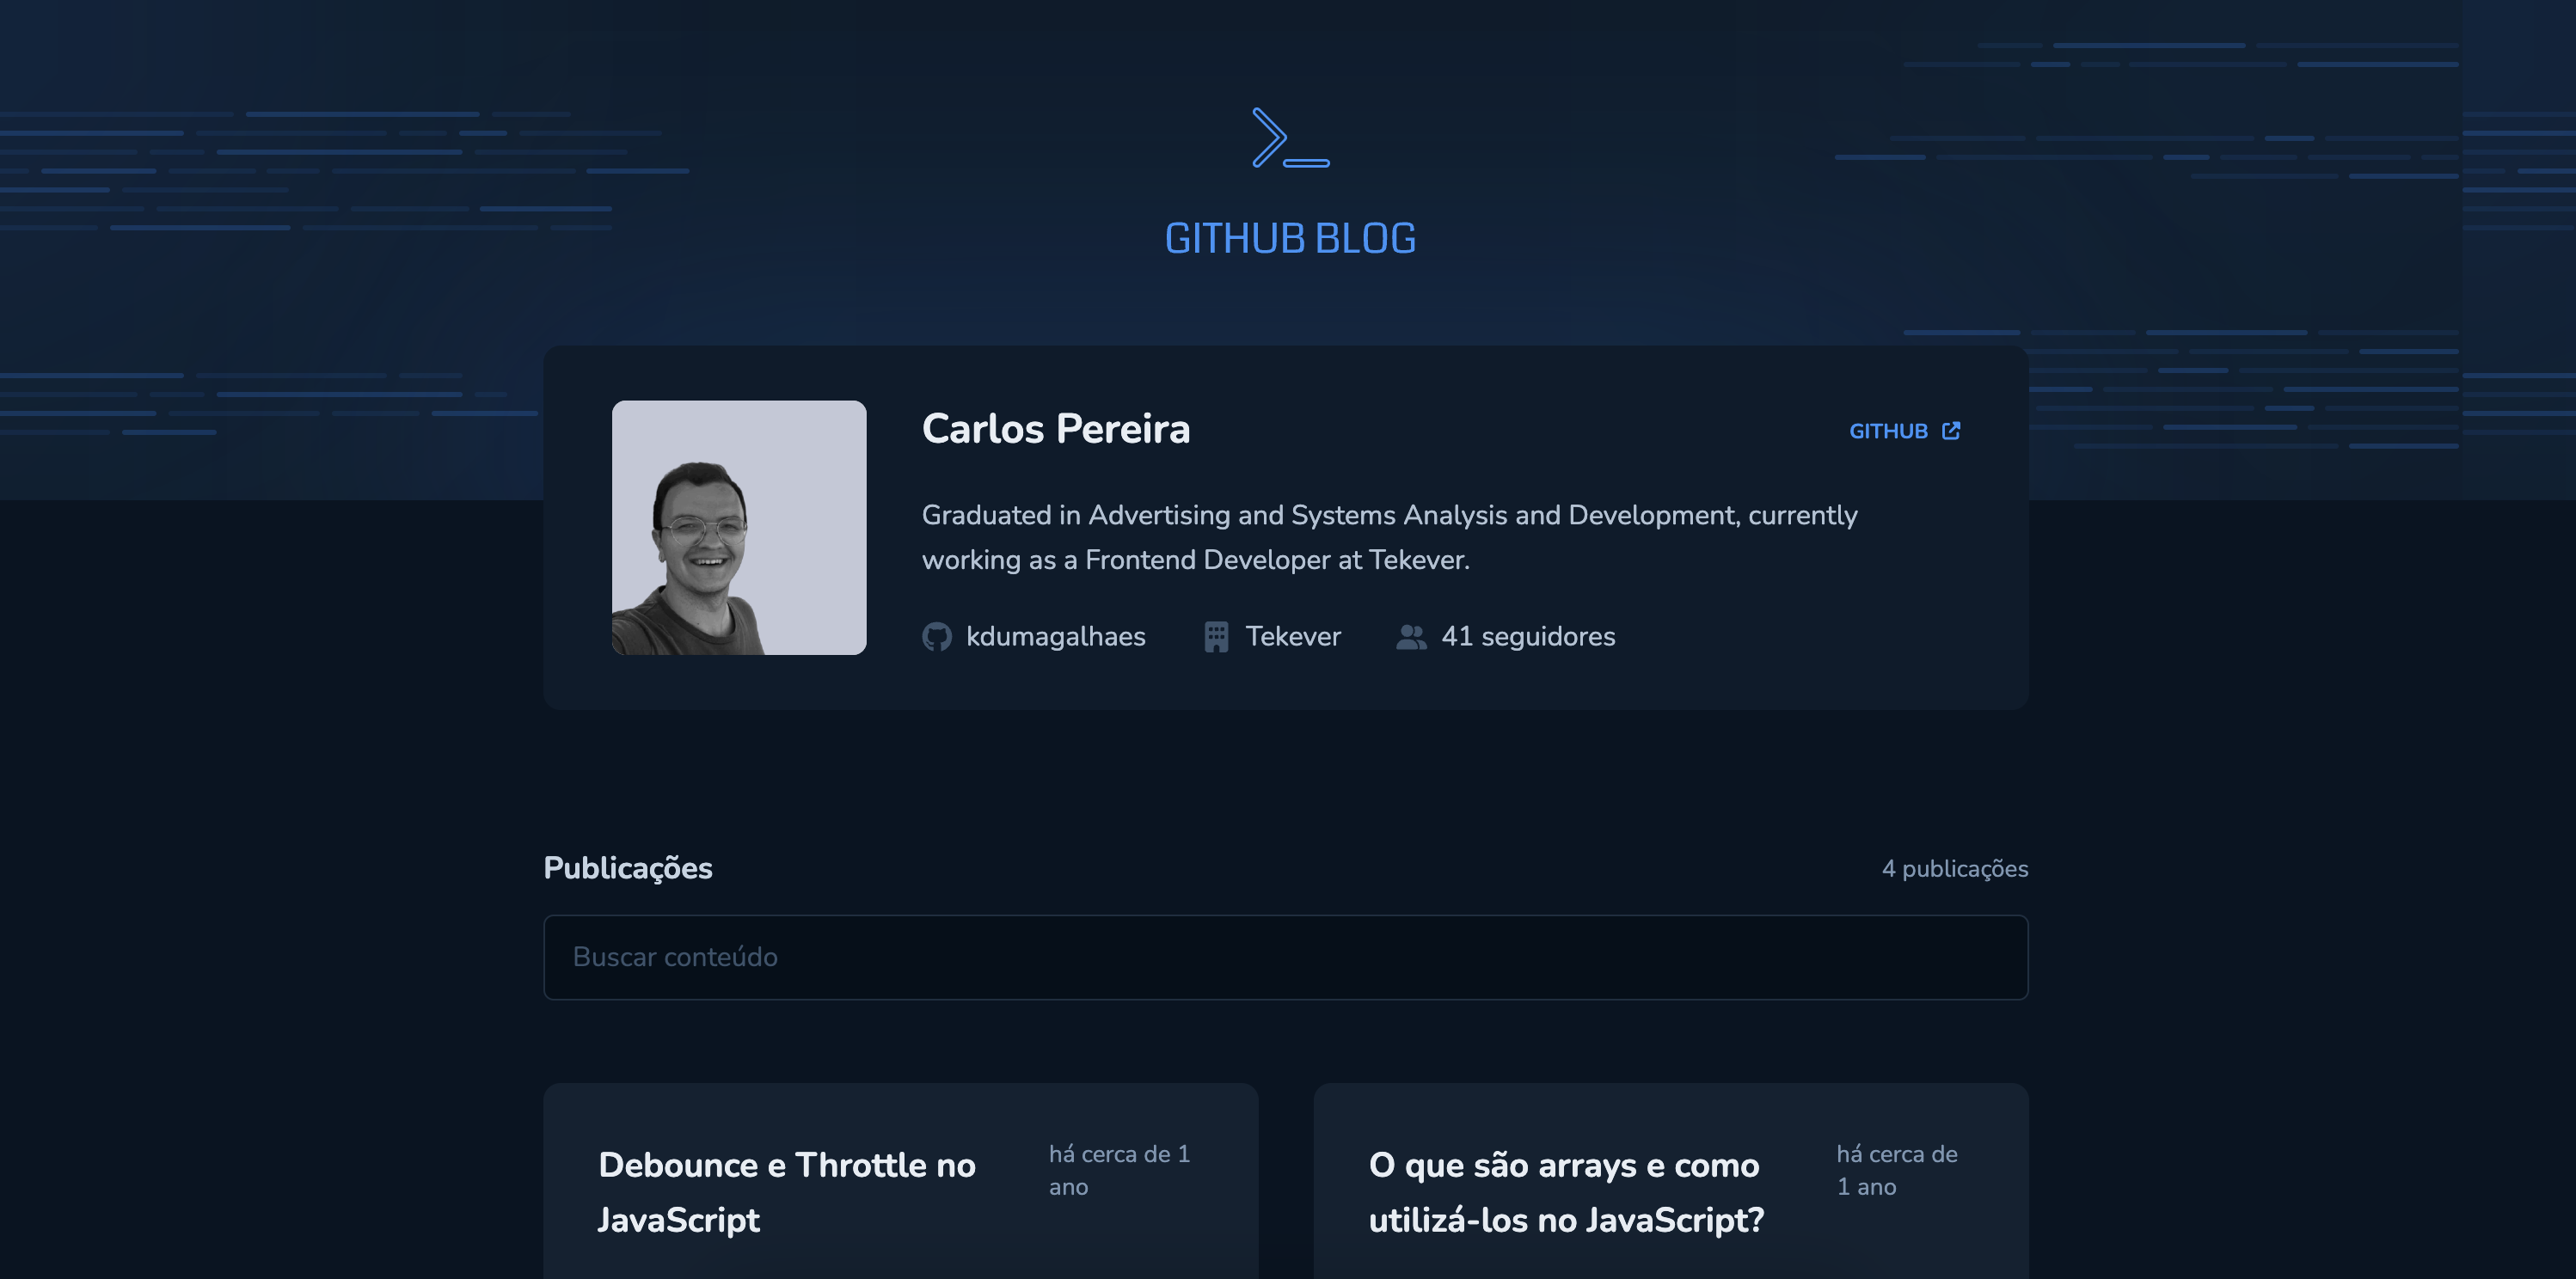 GITHUB BLOG
Carlos Pereira
GITHUB
Graduated in Advertising and Systems Analysis and Development, currently
working as a Frontend Developer at Tekever.
kdumagalhaes
Tekever
41 seguidores
Publicações
4 publicações
Buscar conteúdo
Debounce e Throttle no
JavaScript
há cerca de 1
ano
O que são arrays e como
utilizá-los no JavaScript?
há cerca de
1 ano